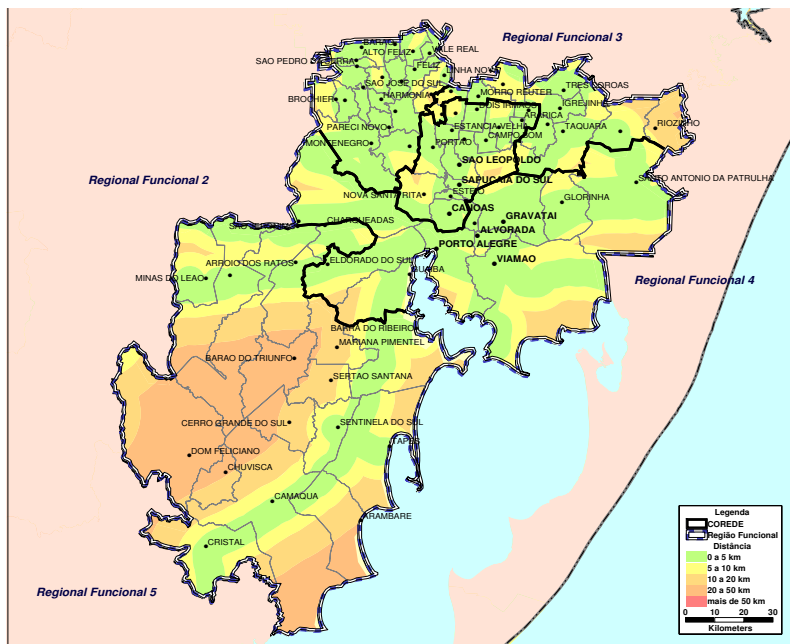 Regional Funcional 3
BARAO
ALTO FELIZ
VALE REAL
FELIZ
LINHA NOVA
SAO JOSE DO SUL
HARMONIA
MORRO REUTER
TRES COROAS
BROCHIER
DOIS IRMAOS
IGREJINHA
ARARICA
RIOZINHO
PARECI NOVO
ESTANCIA VELHA
TAQUARA
MONTENEGRO
PORTAO
CAMPO BOM
SAO LEOPOLDO
Regional Funcional 2
SAPUCAIA DO SUL
SANTO ANTONIO DA PATRULHA
NOVA SANTA RITA
ESTEIO
GLORINHA
CANOAS
CHARQUEADAS
GRAVATAI
ALVORADA
PORTO ALEGRE
ARROIO DOS RATOS
ELDORADO DO SUL
VIAMAO
MINAS DO LEAO
GUAIBA
Regional Funcional 4
BARRA DO RIBEIRO
MARIANA PIMENTEL
BARAO DO TRIUNFO
SERTAO SANTANA
CERRO GRANDE DO SUL
SENTINELA DO SUL
TAPES
DOM FELICIANO
CHUVISCA
CAMAQUA
ARAMBARE
CRISTAL
Regional Funcional 5
Legenda
COREDE
Região Funcional
Distância
0 a 5 km
5 a 10 km
10 a 20 km
20 a 50 km
mais de 50 km
0 10 20 30
Kilometers